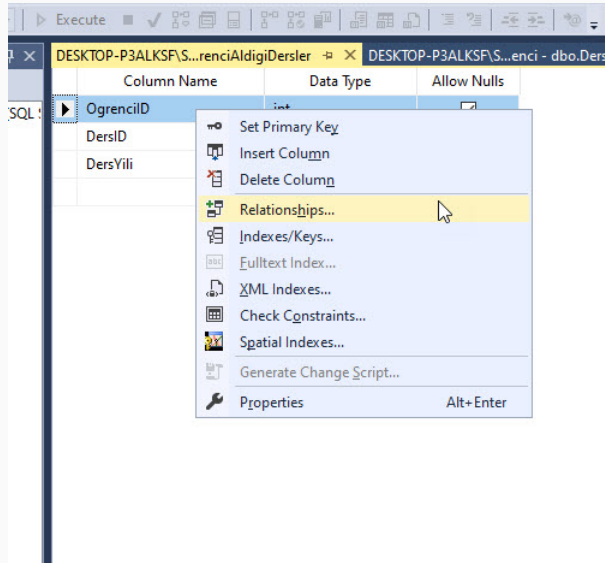 Execute
DESKTOP-P3ALKSF\S...renciAldigiDersler
DESKTOP-P3ALKSF\S...enci - dbo.Ders
Column Name Data Type Allow Nulls
SQL
OgrenciID int
DersID
DersYili
Set Primary Key
Insert Column
Delete Column
Relationships...
Indexes/Keys...
Fulltext Index...
XML Indexes...
Check Constraints...
Spatial Indexes...
Generate Change Script...
Properties Alt+Enter